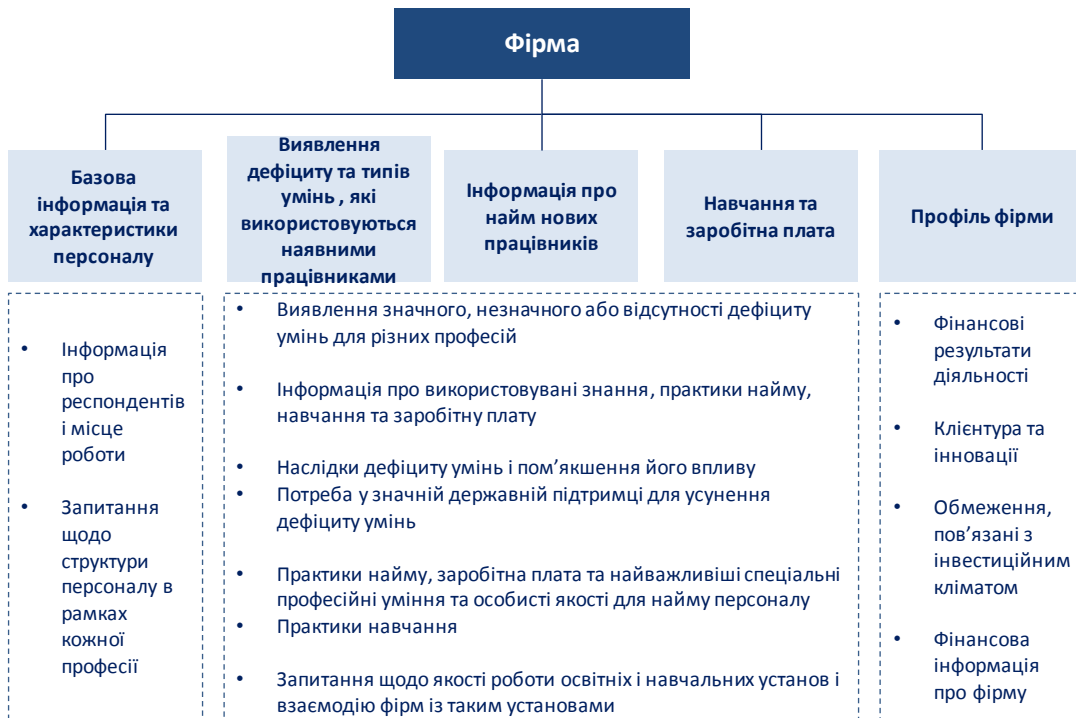 Фірма
Базова
інформація та
характеристики
персоналу
Виявлення
дефіциту та типів
умінь , які
використовуються
наявними
працівниками
Інформація про
найм нових
працівників
Навчання та
заробітна плата
Профіль фірми
• Інформація
про
респондентів
і місце
роботи
• Запитання
щодо
структури
персоналу в
рамках
кожної
професії
• Виявлення значного, незначного або відсутності дефіциту
умінь для різних професій
• Інформація про використовувані знання, практики найму,
навчання та заробітну плату
• Наслідки дефіциту умінь і пом’якшення його впливу
• Потреба у значній державній підтримці для усунення
дефіциту умінь
• Практики найму, заробітна плата та найважливіші спеціальні
професійні уміння та особисті якості для найму персоналу
• Практики навчання
• Запитання щодо якості роботи освітніх і навчальних установ і
взаємодію фірм із таким установами
• Фінансові
результати
діяльності
• Клієнтура та
інновації
• Обмеження,
пов’язані з
інвестиційним
кліматом
• Фінансова
інформація
про фірму